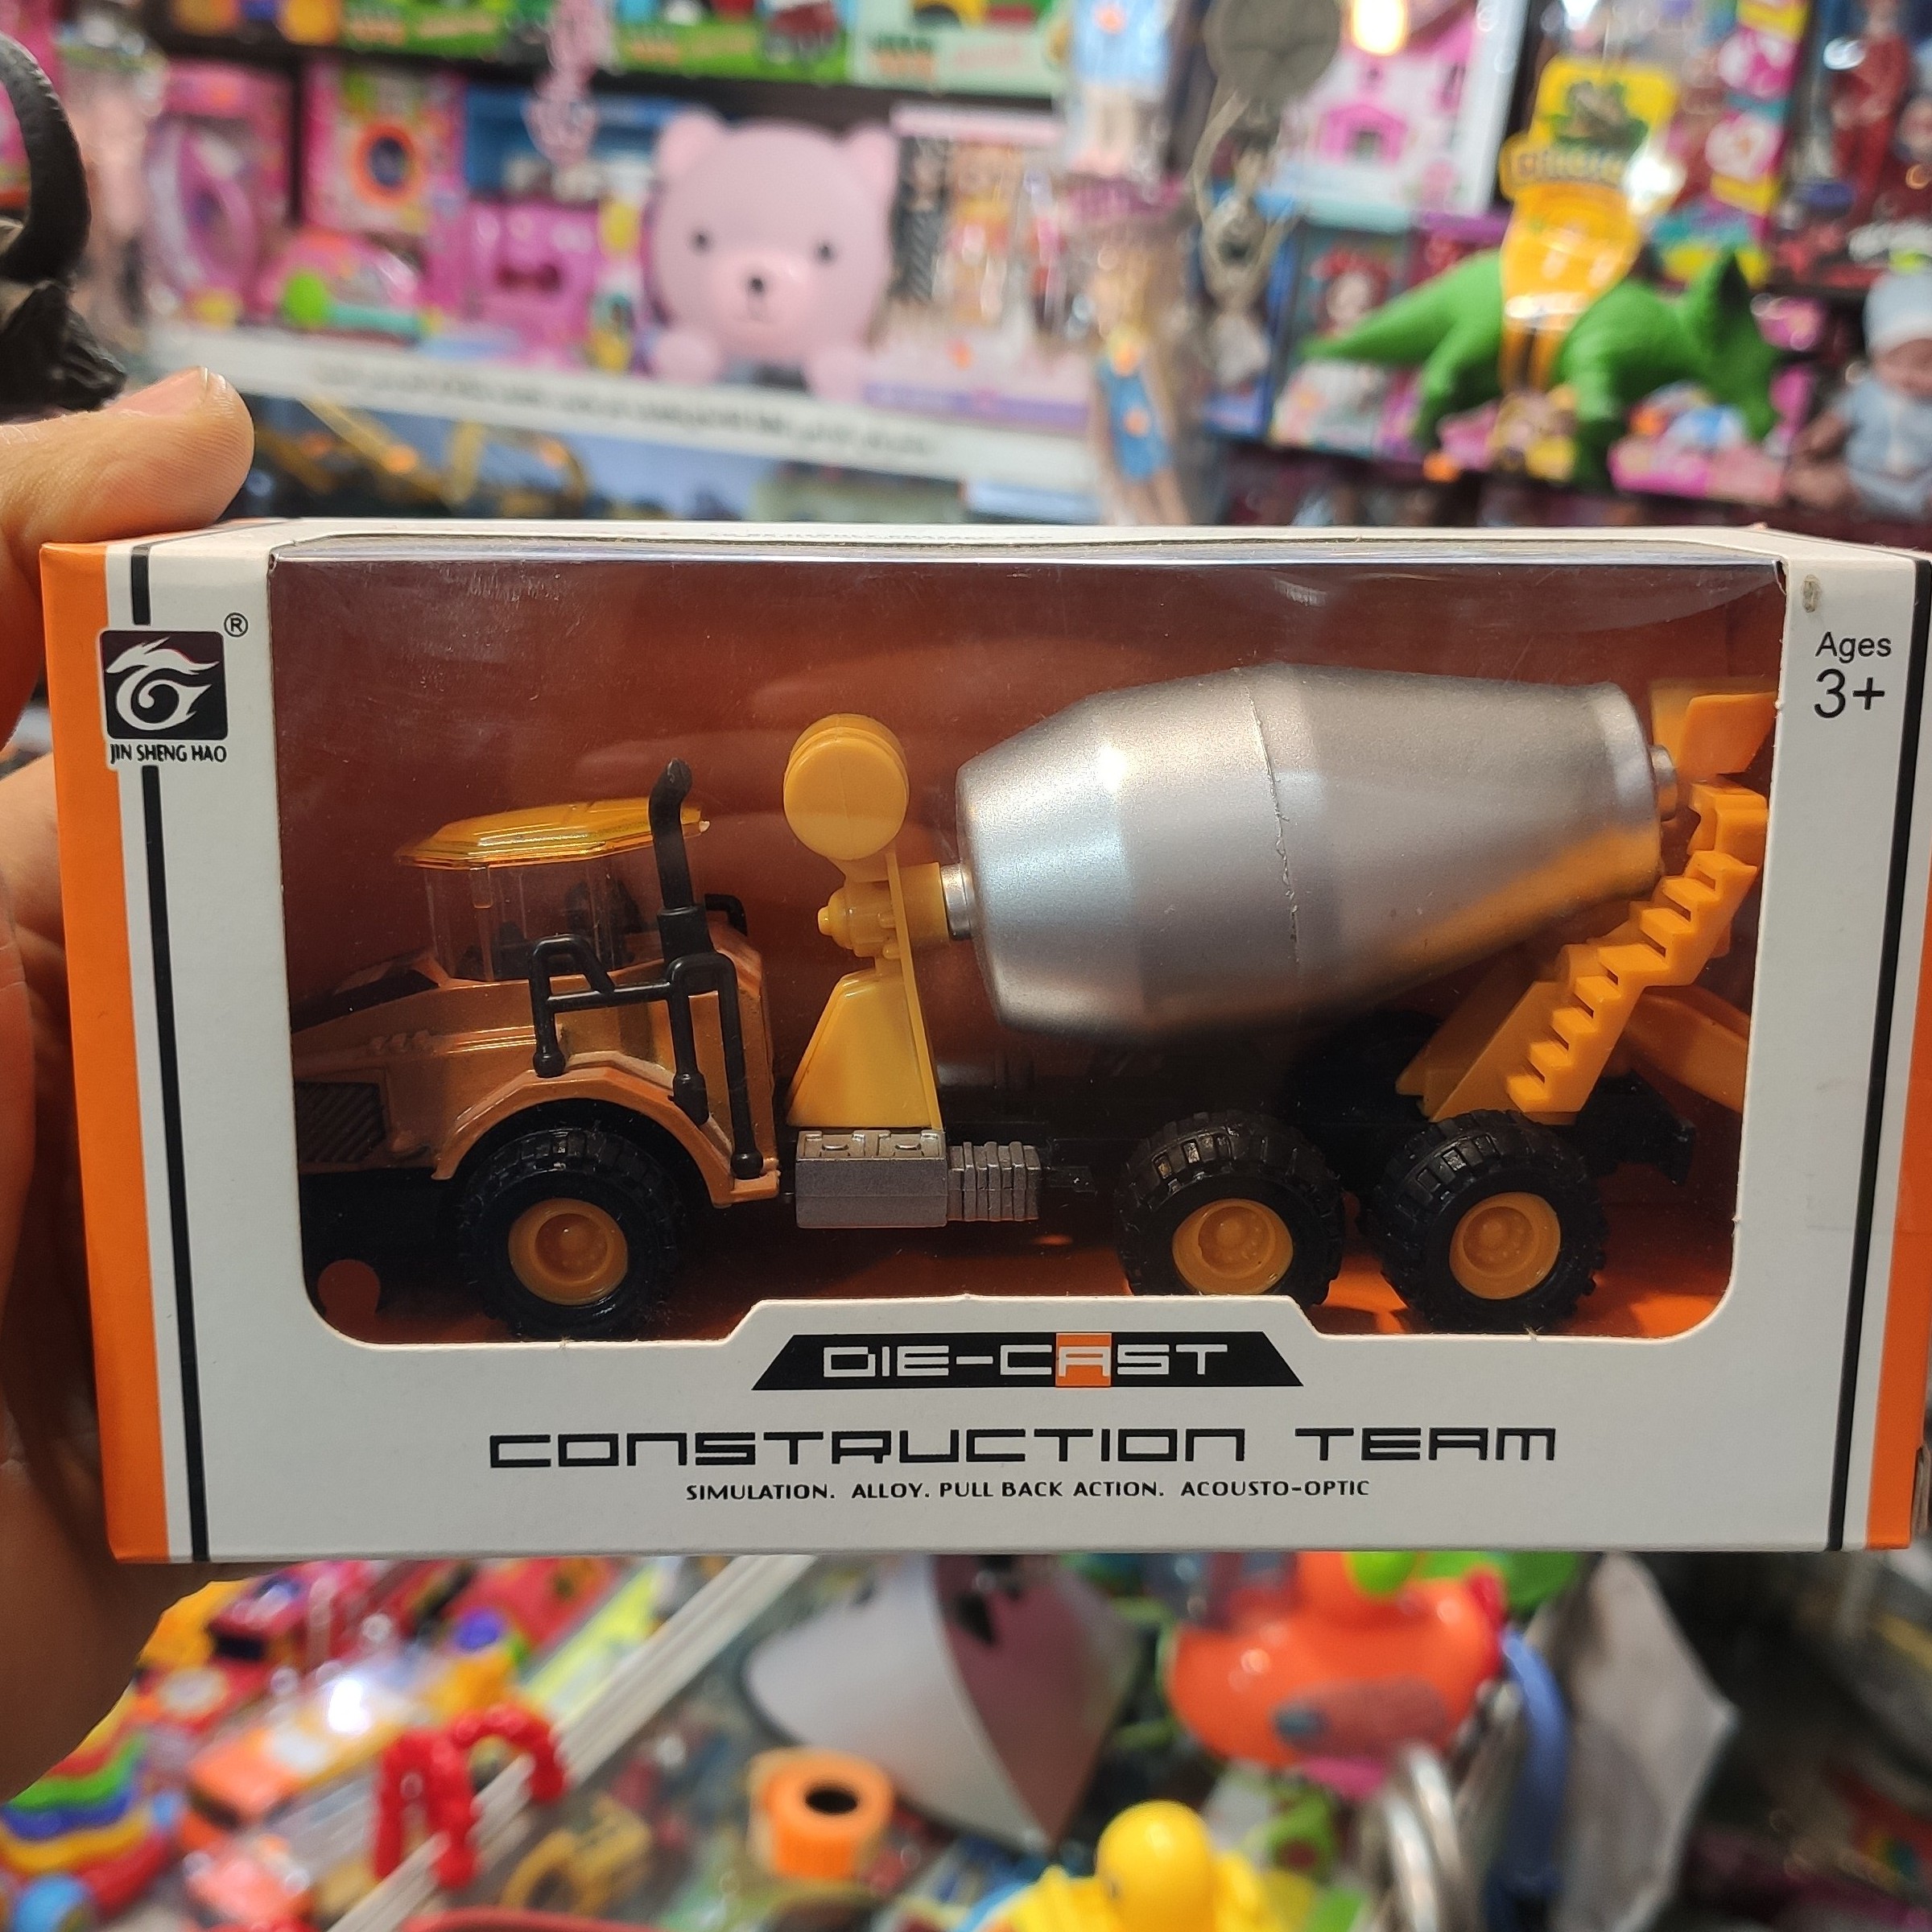 ®
JIN SHENG HAO
Ages
3+
DIE-CAST
CONSTRUCTION TEAM
SIMULATION. ALLOY. PULL BACK ACTION. ACOUSTO-OPTIC